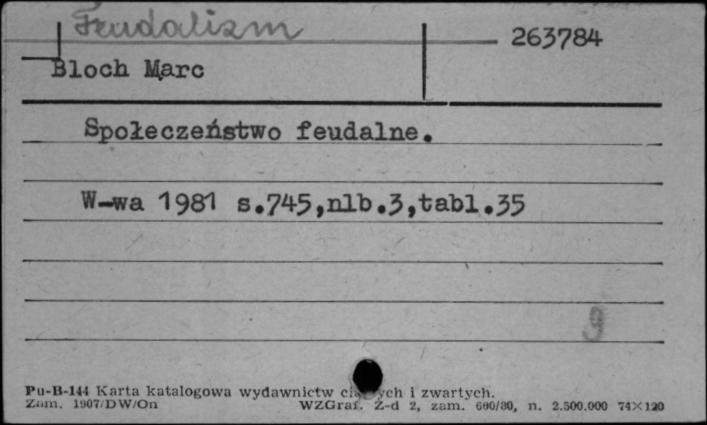 Feudalizm
263784
Bloch Marc
Społeczeństwo feudalne.
W-wa 1981 s.745,nlb.3,tabl.35
9
Pu-B-144 Karta katalogowa wydawnictw ciągłych i zwartych.
Zam. 1907/DW/On WZGraf. Z-d 2, zam. 600/80, n. 2.500.000 74×120